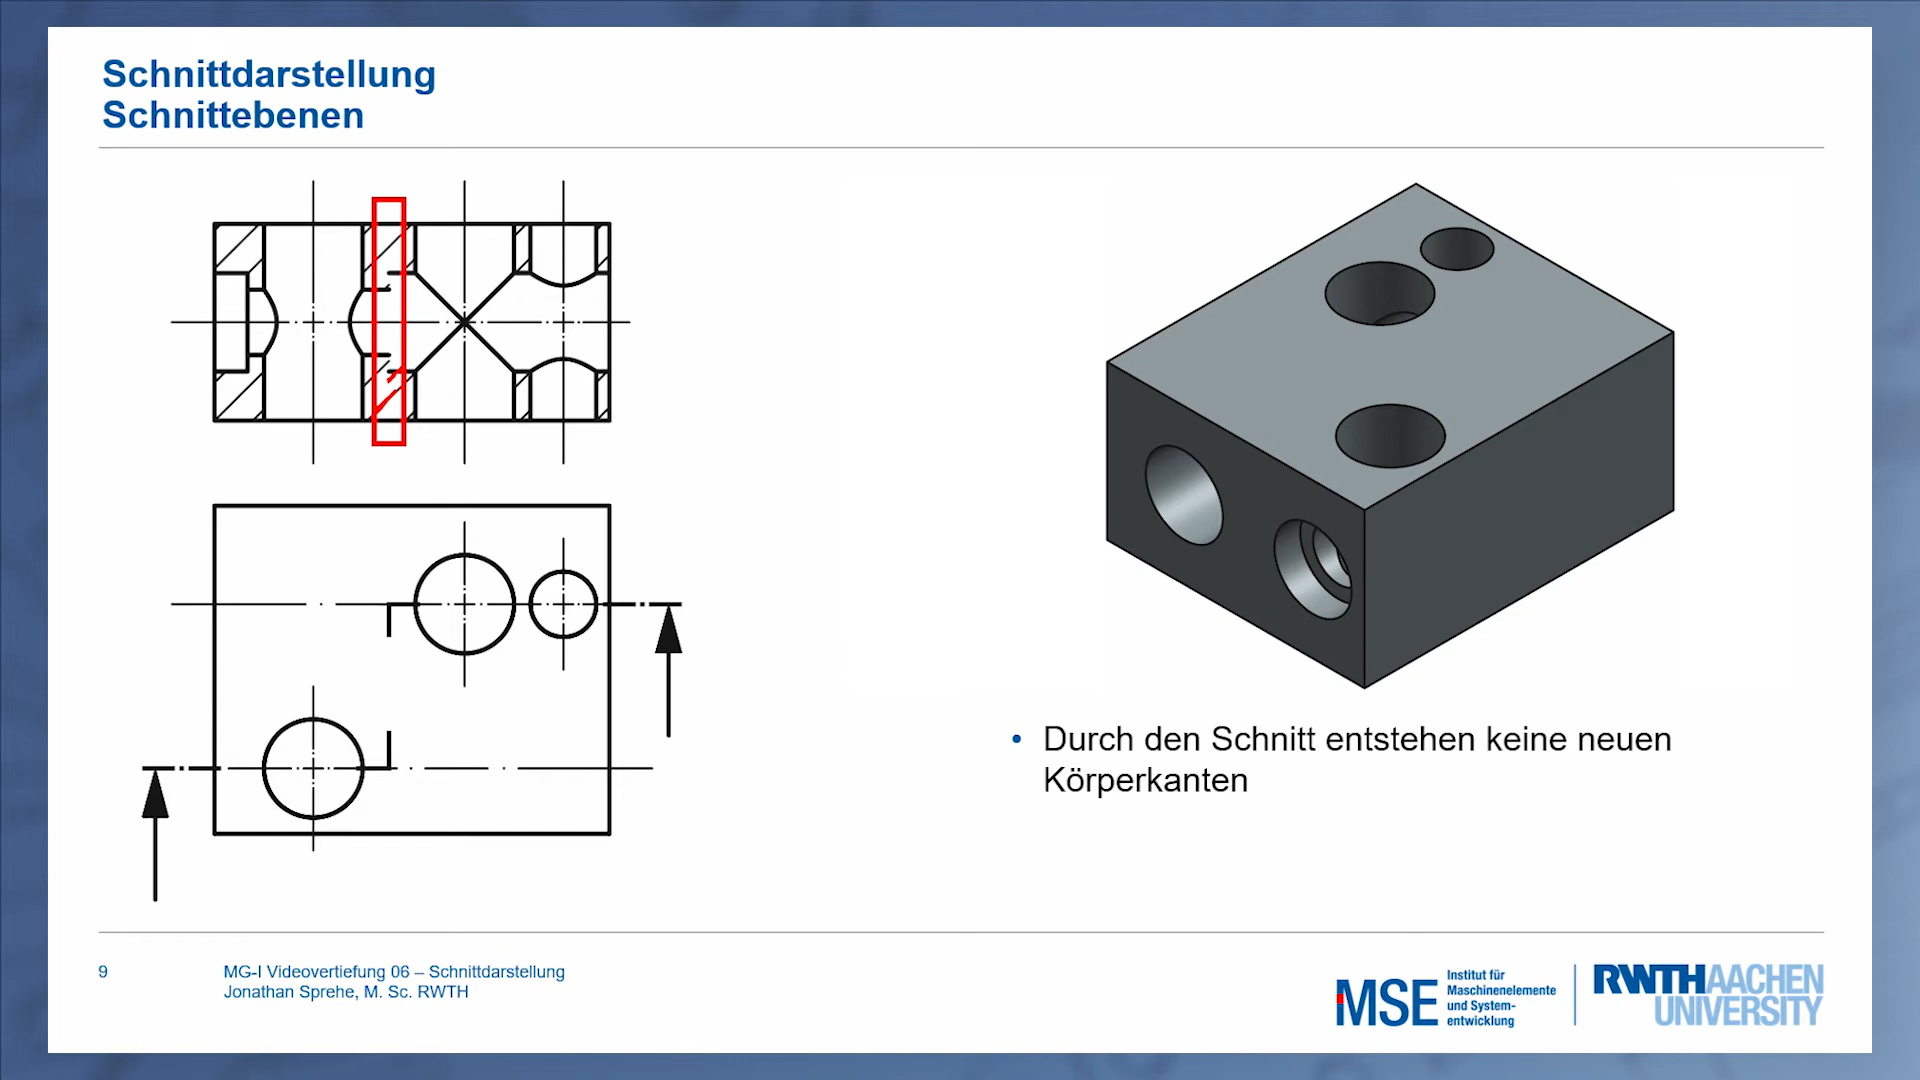 Schnittdarstellung
Schnittebenen
• Durch den Schnitt entstehen keine neuen
Körperkanten
9
MG-I Videovertiefung 06 – Schnittdarstellung
Jonathan Sprehe, M. Sc. RWTH
MSE
Institut für
Maschinenelemente
und System-
entwicklung
RWTHAACHEN
UNIVERSITY